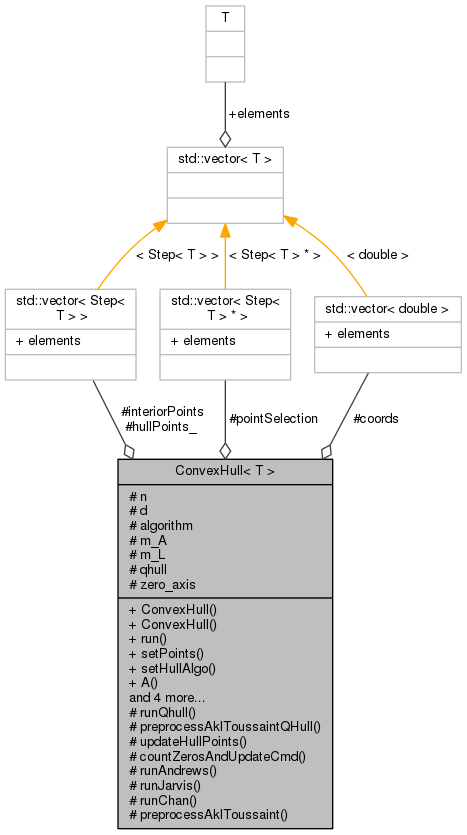 T
+elements
std::vector< T >
< Step< T > >
< Step< T > * >
< double >
std::vector< Step<
T > >
+ elements
std::vector< Step<
T > * >
+ elements
std::vector< double >
+ elements
#interiorPoints
#hullPoints_
#pointSelection
#coords
ConvexHull< T >
# n
# d
# algorithm
# m_A
# m_L
# qhull
# zero_axis
+ ConvexHull()
+ ConvexHull()
+ run()
+ setPoints()
+ setHullAlgo()
+ A()
and 4 more...
# runQhull()
# preprocessAklToussaintQHull()
# updateHullPoints()
# countZerosAndUpdateCmd()
# runAndrews()
# runJarvis()
# runChan()
# preprocessAklToussaint()